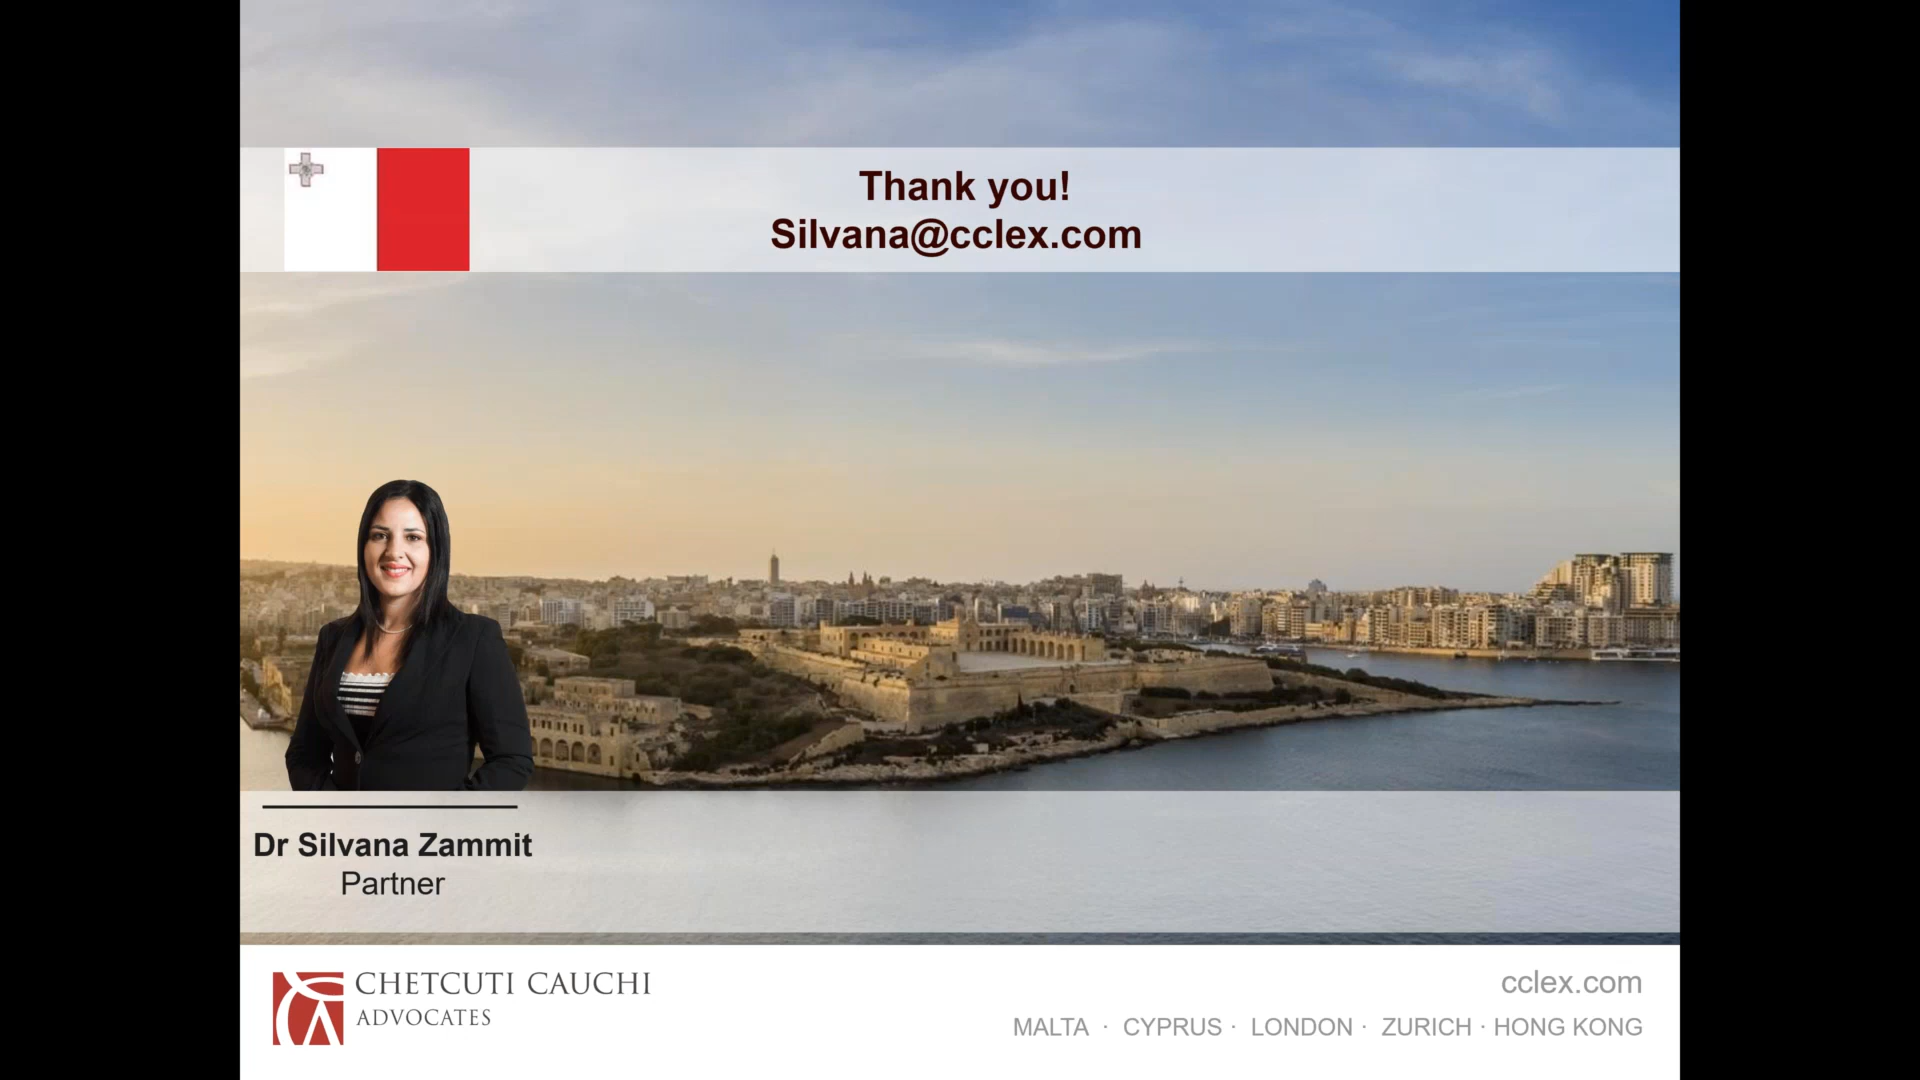 Thank you!
Silvana@cclex.com
Dr Silvana Zammit
Partner
CHETCUTI CAUCHI
ADVOCATES
cclex.com
MALTA · CYPRUS · LONDON · ZURICH · HONG KONG